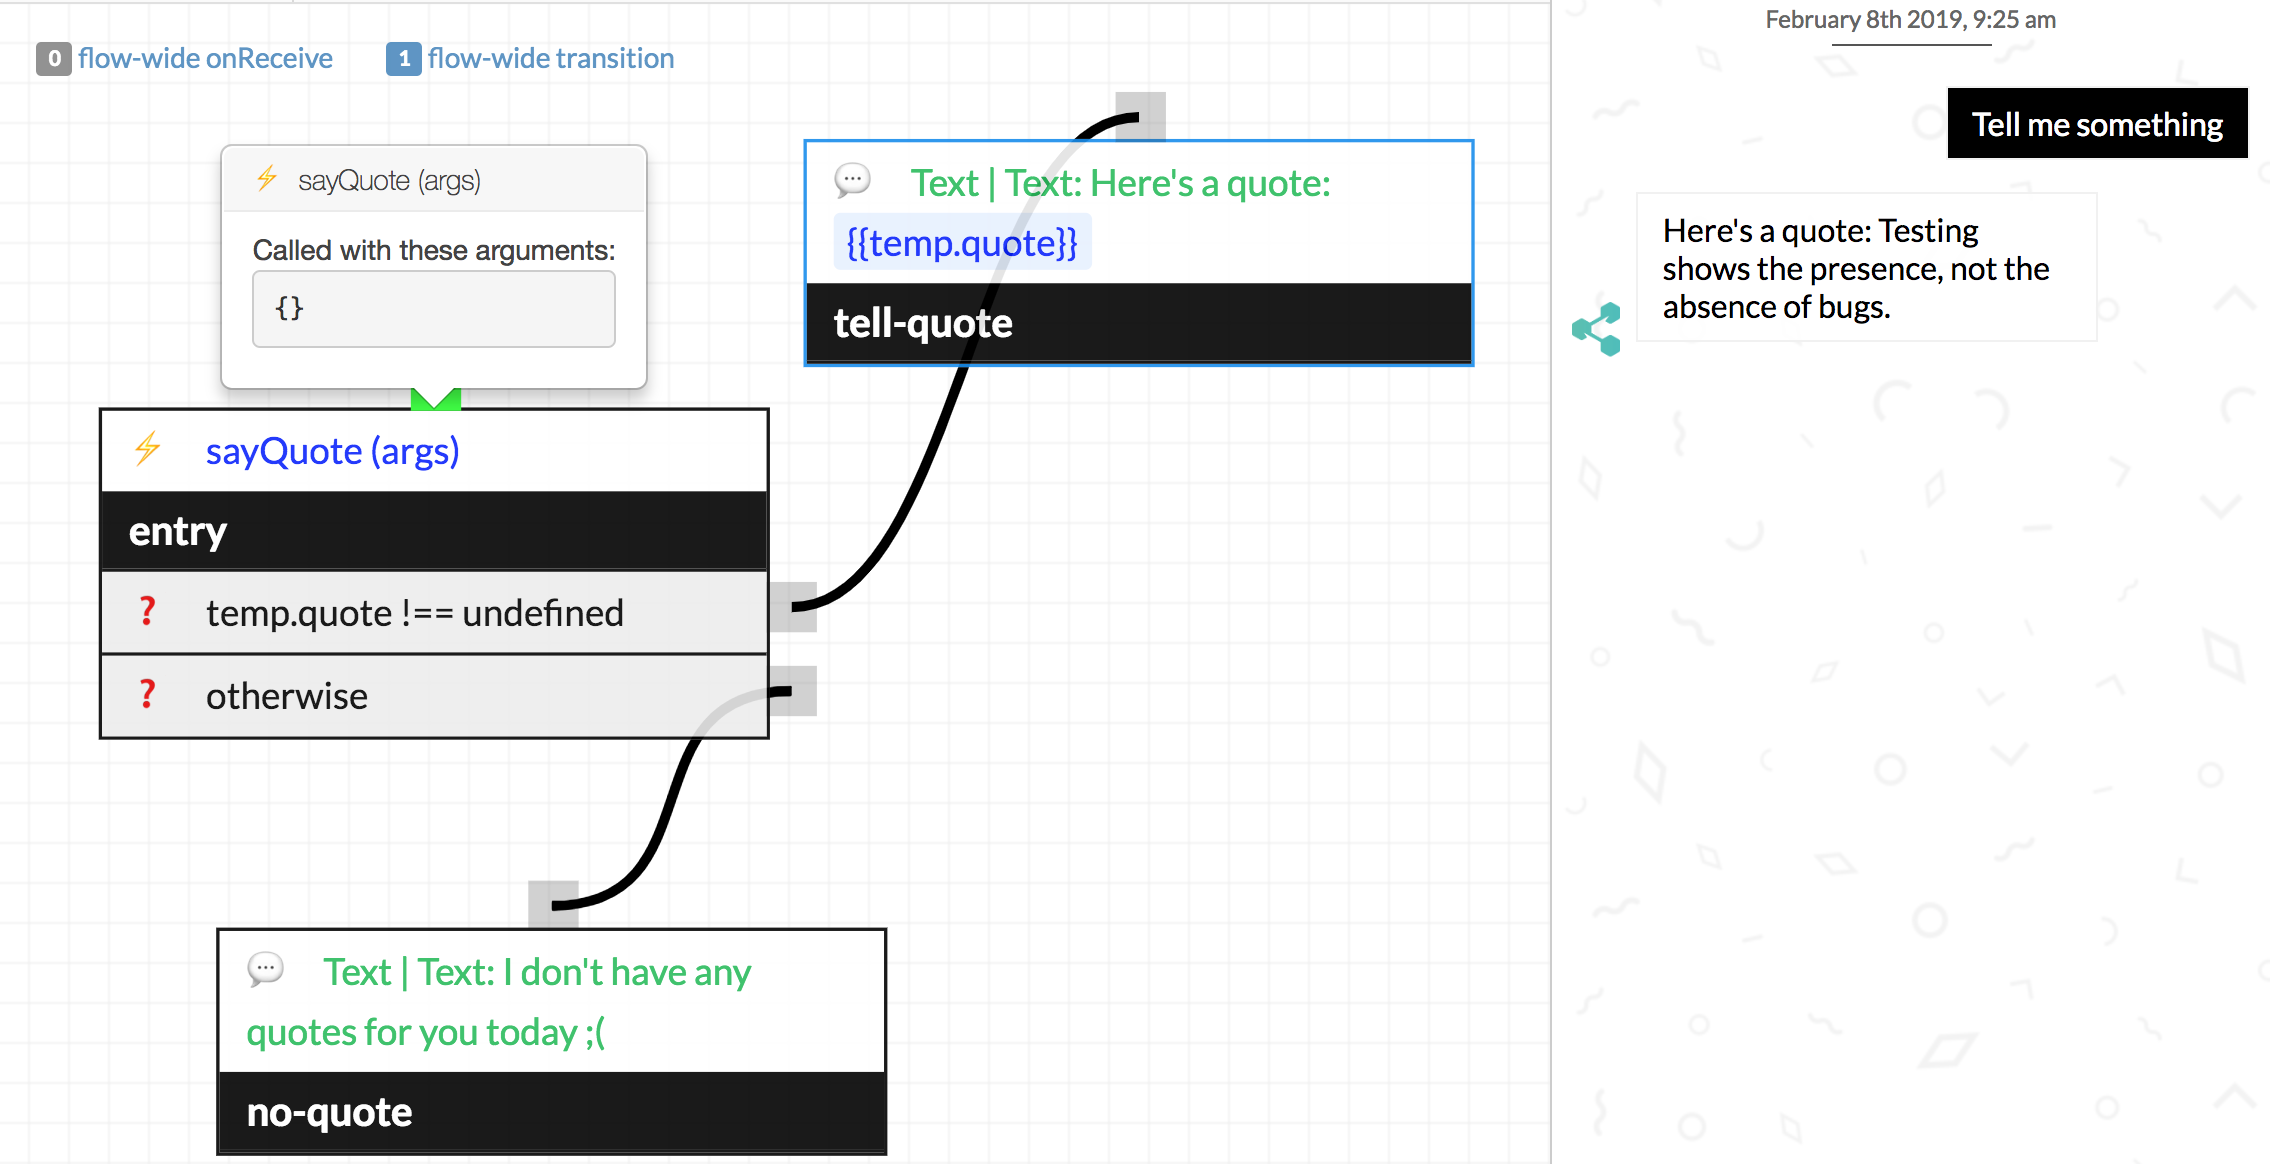 0 flow-wide onReceive
1 flow-wide transition
sayQuote (args)
Called with these arguments:
{}
sayQuote (args)
entry
? temp.quote !== undefined
? otherwise
Text | Text: Here's a quote:
{{temp.quote}}
tell-quote
Text | Text: I don't have any
quotes for you today ;(
no-quote
February 8th 2019, 9:25 am
Tell me something
Here's a quote: Testing
shows the presence, not the
absence of bugs.